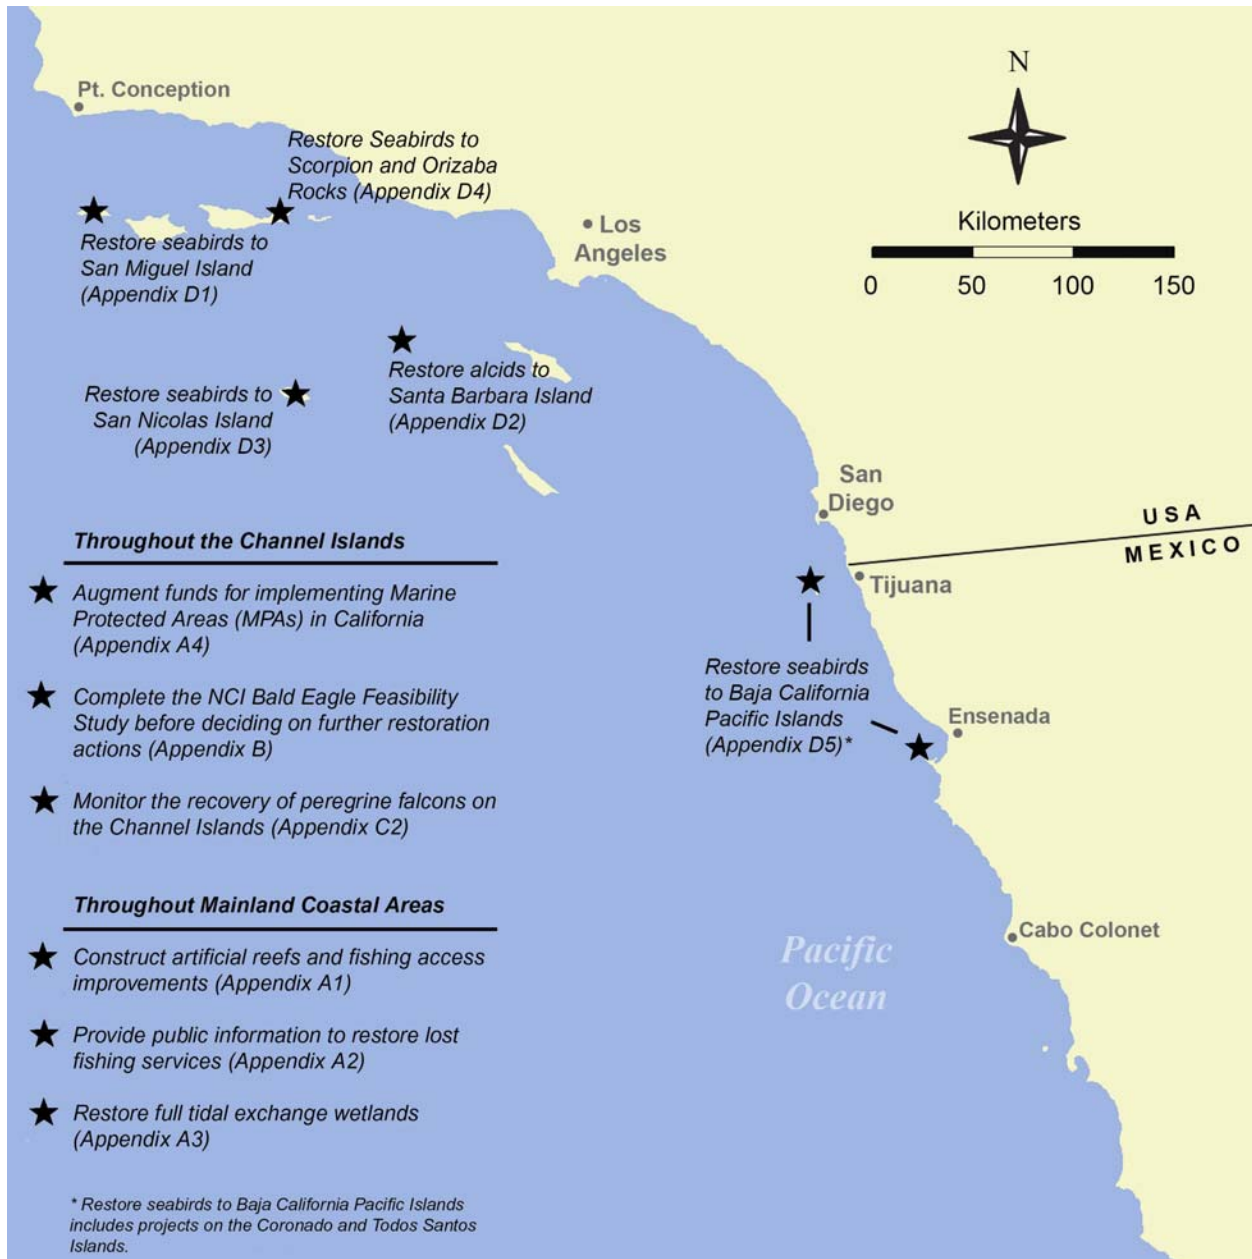 N
Pt. Conception
Restore Seabirds to
Scorpion and Orizaba
Rocks (Appendix D4)
Kilometers
0 50 100 150
Los
Angeles
Restore seabirds to
San Miguel Island
(Appendix D1)
Restore alcids to
Santa Barbara Island
(Appendix D2)
Restore seabirds to
San Nicolas Island
(Appendix D3)
San
Diego
USA
MEXICO
Tijuana
Throughout the Channel Islands
Augment funds for implementing Marine
Protected Areas (MPAs) in California
(Appendix A4)
Complete the NCI Bald Eagle Feasibility
Study before deciding on further restoration
actions (Appendix B)
Monitor the recovery of peregrine falcons on
the Channel Islands (Appendix C2)
Restore seabirds
to Baja California
Pacific Islands
(Appendix D5)*
Ensenada
Throughout Mainland Coastal Areas
Construct artificial reefs and fishing access
improvements (Appendix A1)
Provide public information to restore lost
fishing services (Appendix A2)
Restore full tidal exchange wetlands
(Appendix A3)
Cabo Colonet
Pacific
Ocean
* Restore seabirds to Baja California Pacific Islands
includes projects on the Coronado and Todos Santos
Islands.